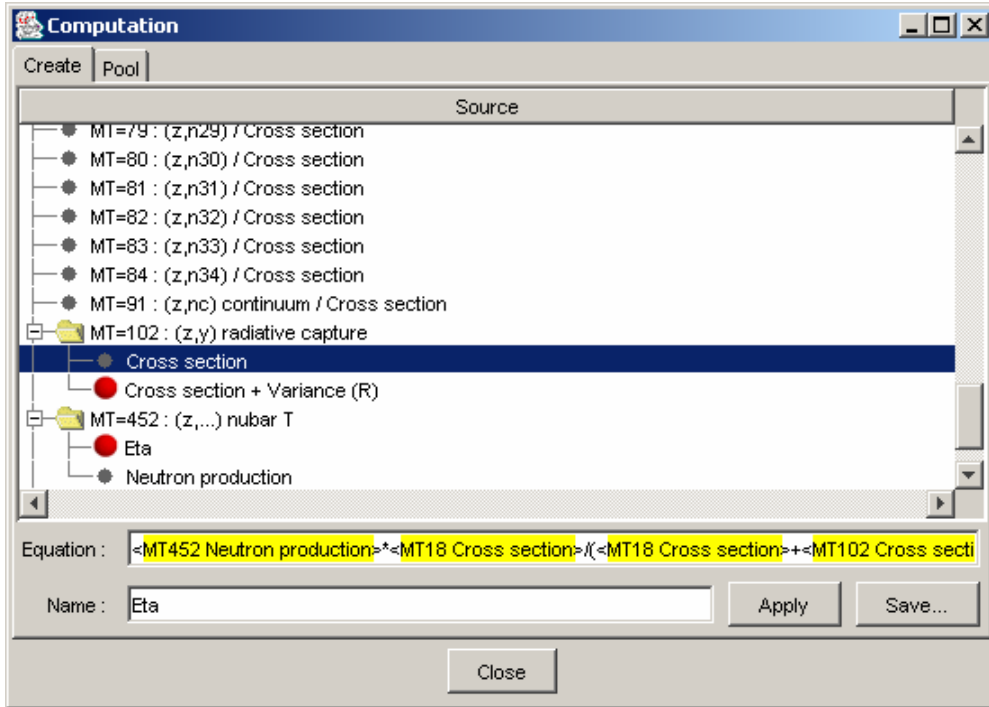 Computation
Create Pool
Source
MT=79 : (z,n29) / Cross section
MT=80 : (z,n30) / Cross section
MT=81 : (z,n31) / Cross section
MT=82 : (z,n32) / Cross section
MT=83 : (z,n33) / Cross section
MT=84 : (z,n34) / Cross section
MT=91 : (z,nc) continuum / Cross section
MT=102 : (z,γ) radiative capture
Cross section
Cross section + Variance (R)
MT=452 : (z,...) nubar T
Eta
Neutron production
Equation : <MT452 Neutron production>*<MT18 Cross section>/(<MT18 Cross section>+<MT102 Cross secti
Name : Eta Apply Save...
Close